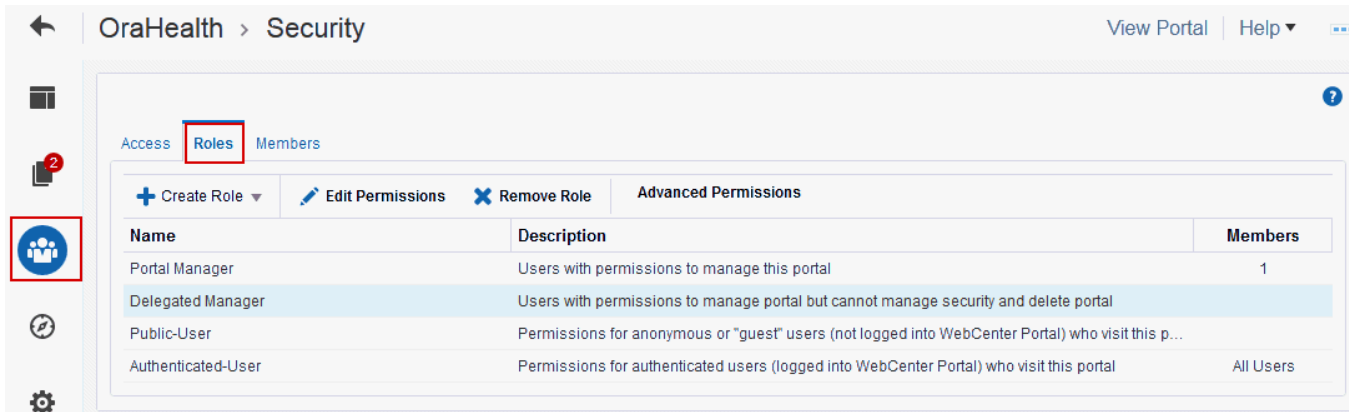 OraHealth > Security View Portal Help ▼
Access Roles Members
2
Create Role ▼ Edit Permissions Remove Role Advanced Permissions
Name Description Members
Portal Manager Users with permissions to manage this portal 1
Delegated Manager Users with permissions to manage portal but cannot manage security and delete portal
Public-User Permissions for anonymous or "guest" users (not logged into WebCenter Portal) who visit this p...
Authenticated-User Permissions for authenticated users (logged into WebCenter Portal) who visit this portal All Users